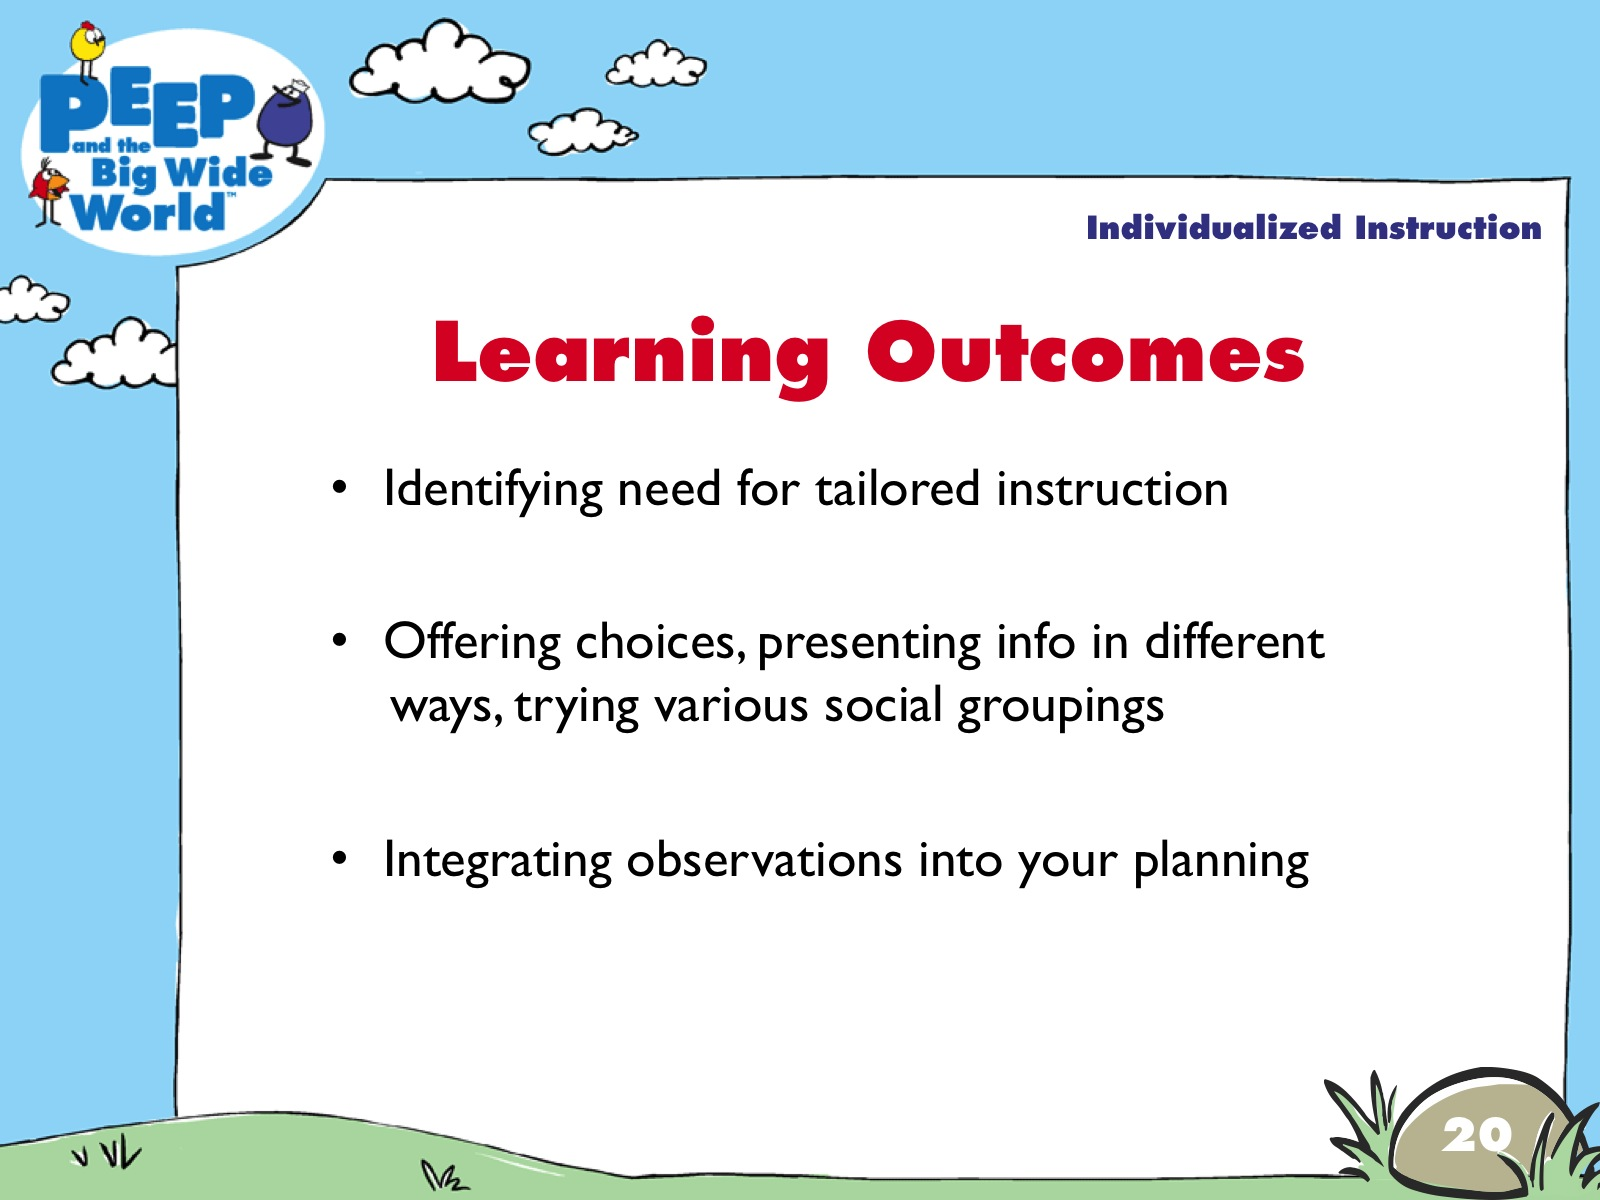 PEEP
and the
Big Wide
World™
Individualized Instruction
Learning Outcomes
• Identifying need for tailored instruction
• Offering choices, presenting info in different
ways, trying various social groupings
• Integrating observations into your planning
20